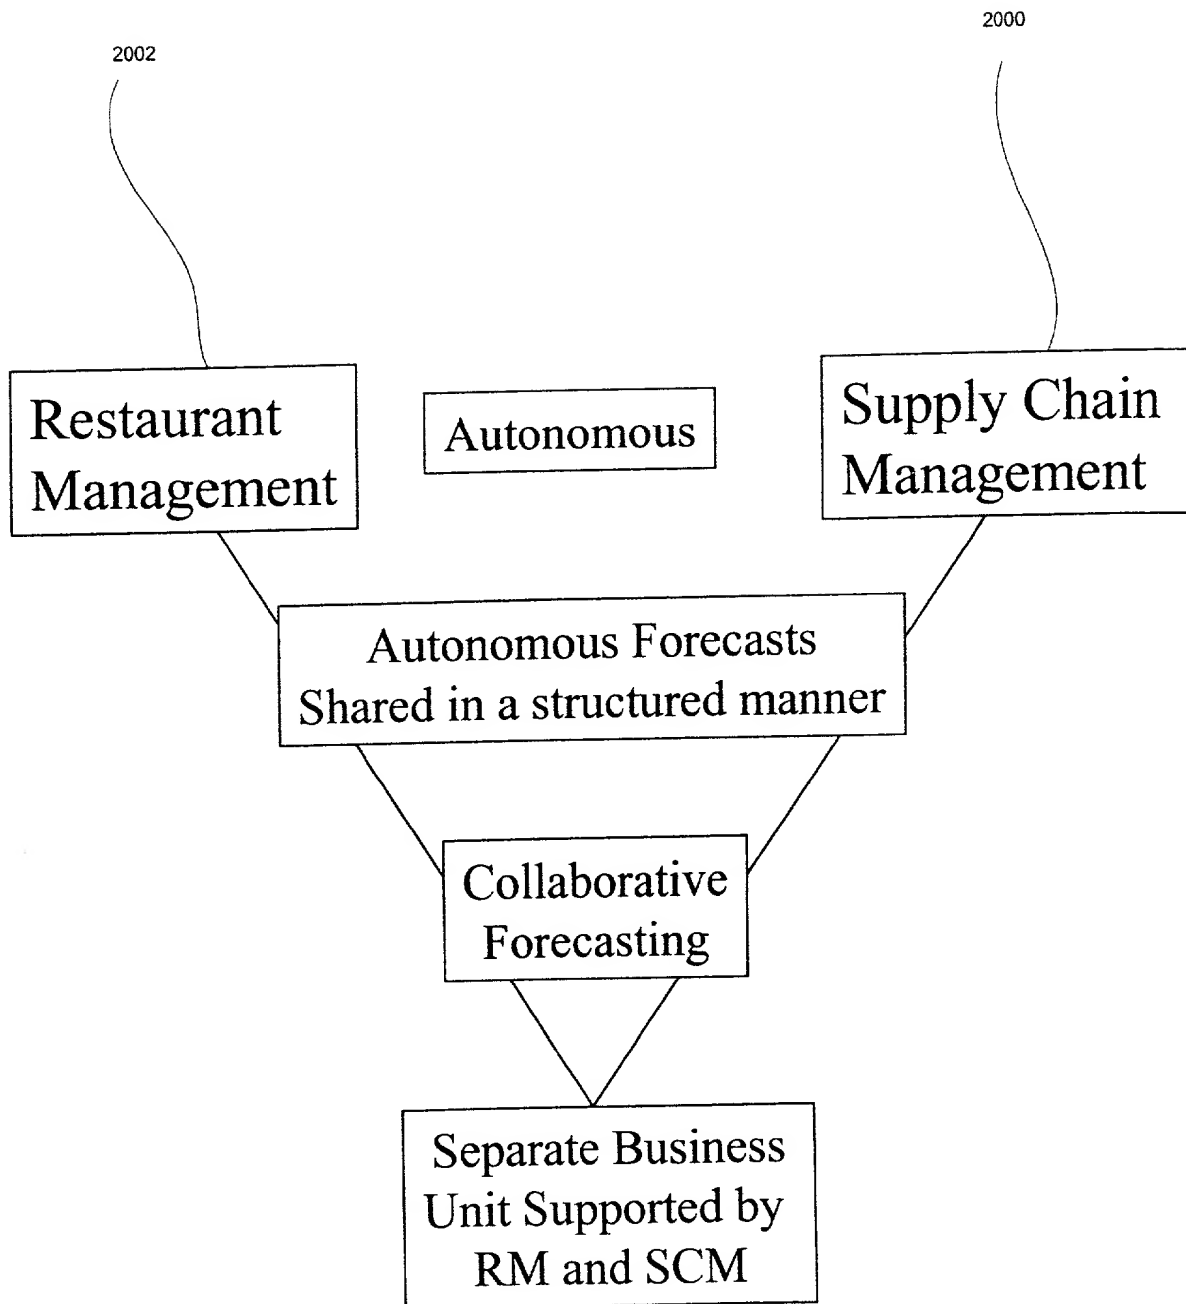 2002
2000
Restaurant
Management
Autonomous
Supply Chain
Management
Autonomous Forecasts
Shared in a structured manner
Collaborative
Forecasting
Separate Business
Unit Supported by
RM and SCM